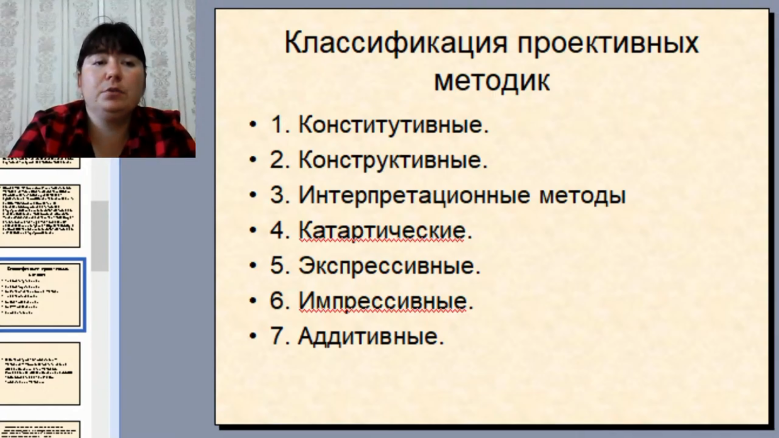 Классификация проективных
методик
• 1. Конститутивные.
• 2. Конструктивные.
• 3. Интерпретационные методы
• 4. Катартические.
• 5. Экспрессивные.
• 6. Импрессивные.
• 7. Аддитивные.